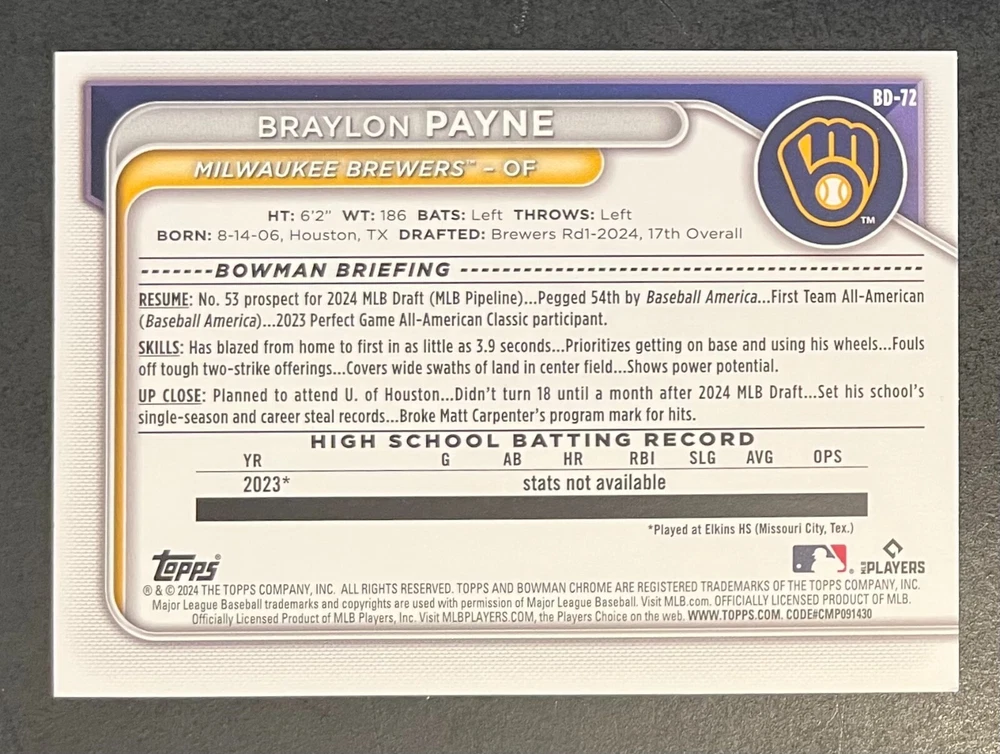 BD-72
BRAYLON PAYNE
MILWAUKEE BREWERS™ – OF
TM
HT: 6'2" WT: 186 BATS: Left THROWS: Left
BORN: 8-14-06, Houston, TX DRAFTED: Brewers Rd1-2024, 17th Overall
-------BOWMAN BRIEFING ----------------------------------------
RESUME: No. 53 prospect for 2024 MLB Draft (MLB Pipeline)...Pegged 54th by Baseball America...First Team All-American
(Baseball America)...2023 Perfect Game All-American Classic participant.
SKILLS: Has blazed from home to first in as little as 3.9 seconds...Prioritizes getting on base and using his wheels...Fouls
off tough two-strike offerings...Covers wide swaths of land in center field...Shows power potential.
UP CLOSE: Planned to attend U. of Houston...Didn't turn 18 until a month after 2024 MLB Draft...Set his school's
single-season and career steal records...Broke Matt Carpenter's program mark for hits.
HIGH SCHOOL BATTING RECORD
YR G AB HR RBI SLG AVG OPS
2023* stats not available
*Played at Elkins HS (Missouri City, Tex.)
topps® MLB PLAYERS
® & © 2024 THE TOPPS COMPANY, INC. ALL RIGHTS RESERVED. TOPPS AND BOWMAN CHROME ARE REGISTERED TRADEMARKS OF THE TOPPS COMPANY, INC.
Major League Baseball trademarks and copyrights are used with permission of Major League Baseball. Visit MLB.com. OFFICIALLY LICENSED PRODUCT OF MLB.
Officially Licensed Product of MLB Players, Inc. Visit MLBPLAYERS.COM, the Players Choice on the web. WWW.TOPPS.COM. CODE#CMP091430